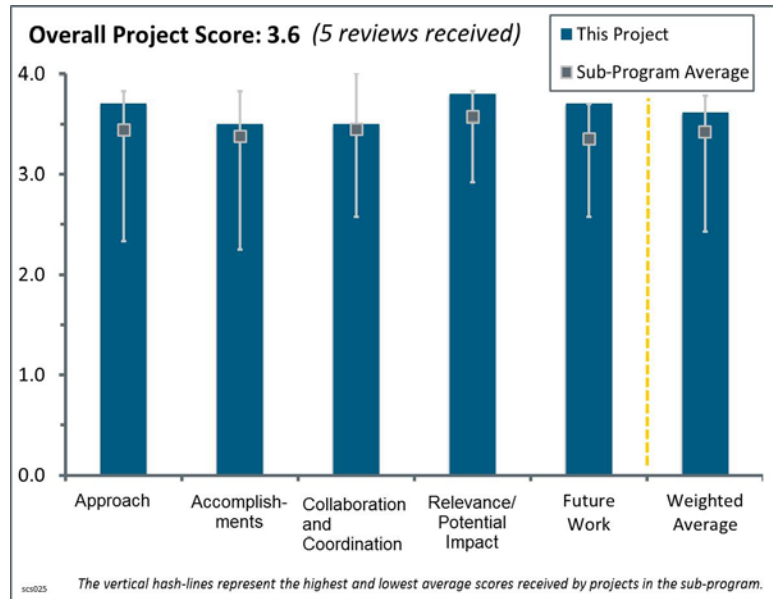 Overall Project Score: 3.6 (5 reviews received)
This Project
Sub-Program Average
4.0
3.0
2.0
1.0
0.0
Approach
Accomplish-
ments
Collaboration
and
Coordination
Relevance/
Potential
Impact
Future
Work
Weighted
Average
scs025
The vertical hash-lines represent the highest and lowest average scores received by projects in the sub-program.